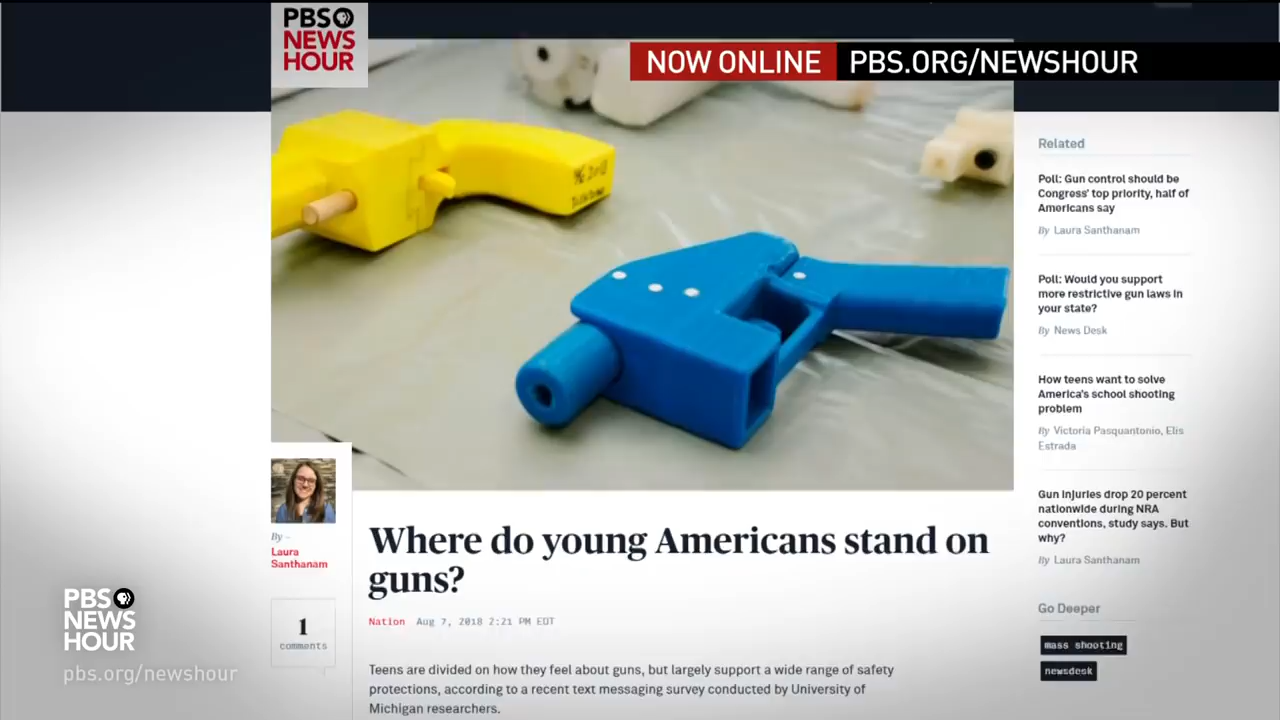 PBS
NEWS
HOUR
NOW ONLINE PBS.ORG/NEWSHOUR
Related
Poll: Gun control should be
Congress' top priority, half of
Americans say
By Laura Santhanam
Poll: Would you support
more restrictive gun laws in
your state?
By News Desk
How teens want to solve
America's school shooting
problem
By Victoria Pasquantonio, Elis
Estrada
Gun injuries drop 20 percent
nationwide during NRA
conventions, study says. But
why?
By Laura Santhanam
Go Deeper
mass shooting
newsdesk
By –
Laura
Santhanam
1
comments
Where do young Americans stand on
guns?
Nation Aug 7, 2018 2:21 PM EDT
Teens are divided on how they feel about guns, but largely support a wide range of safety
protections, according to a recent text messaging survey conducted by University of
Michigan researchers.
PBS
NEWS
HOUR
pbs.org/newshour